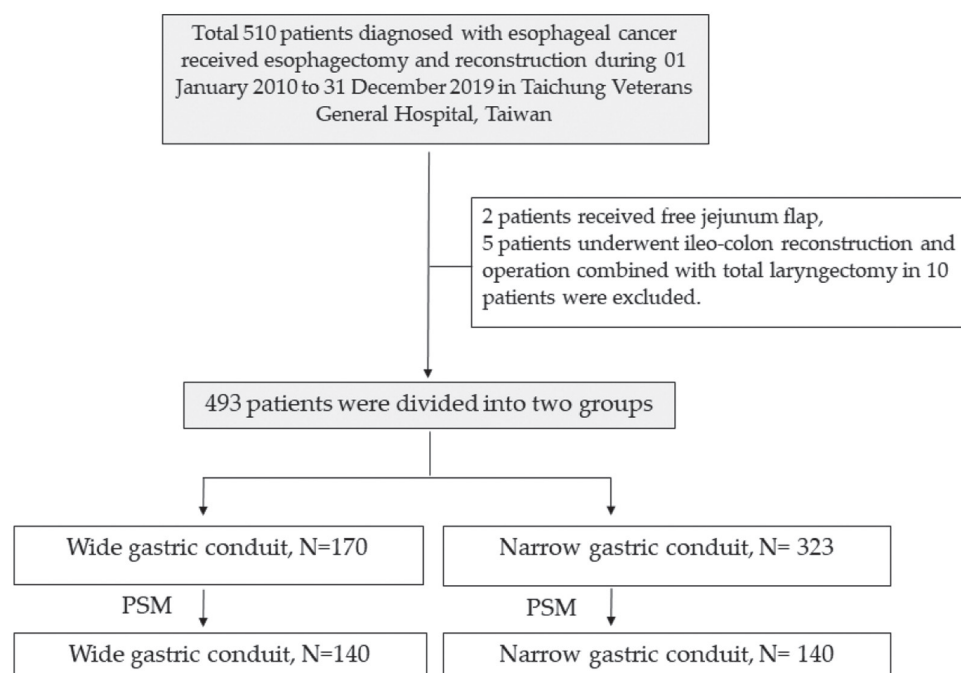 Total 510 patients diagnosed with esophageal cancer
received esophagectomy and reconstruction during 01
January 2010 to 31 December 2019 in Taichung Veterans
General Hospital, Taiwan
2 patients received free jejunum flap,
5 patients underwent ileo-colon reconstruction and
operation combined with total laryngectomy in 10
patients were excluded.
493 patients were divided into two groups
Wide gastric conduit, N=170
Narrow gastric conduit, N= 323
PSM
PSM
Wide gastric conduit, N=140
Narrow gastric conduit, N= 140